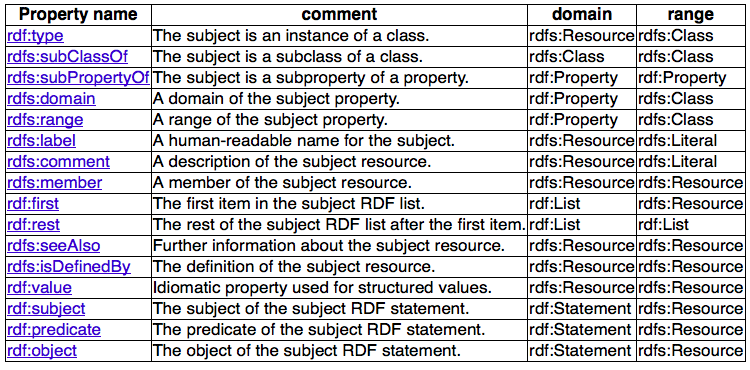 Property name comment domain range
rdf:type The subject is an instance of a class. rdfs:Resource rdfs:Class
rdfs:subClassOf The subject is a subclass of a class. rdfs:Class rdfs:Class
rdfs:subPropertyOf The subject is a subproperty of a property. rdf:Property rdf:Property
rdfs:domain A domain of the subject property. rdf:Property rdfs:Class
rdfs:range A range of the subject property. rdf:Property rdfs:Class
rdfs:label A human-readable name for the subject. rdfs:Resource rdfs:Literal
rdfs:comment A description of the subject resource. rdfs:Resource rdfs:Literal
rdfs:member A member of the subject resource. rdfs:Resource rdfs:Resource
rdf:first The first item in the subject RDF list. rdf:List rdfs:Resource
rdf:rest The rest of the subject RDF list after the first item. rdf:List rdf:List
rdfs:seeAlso Further information about the subject resource. rdfs:Resource rdfs:Resource
rdfs:isDefinedBy The definition of the subject resource. rdfs:Resource rdfs:Resource
rdf:value Idiomatic property used for structured values. rdfs:Resource rdfs:Resource
rdf:subject The subject of the subject RDF statement. rdf:Statement rdfs:Resource
rdf:predicate The predicate of the subject RDF statement. rdf:Statement rdfs:Resource
rdf:object The object of the subject RDF statement. rdf:Statement rdfs:Resource